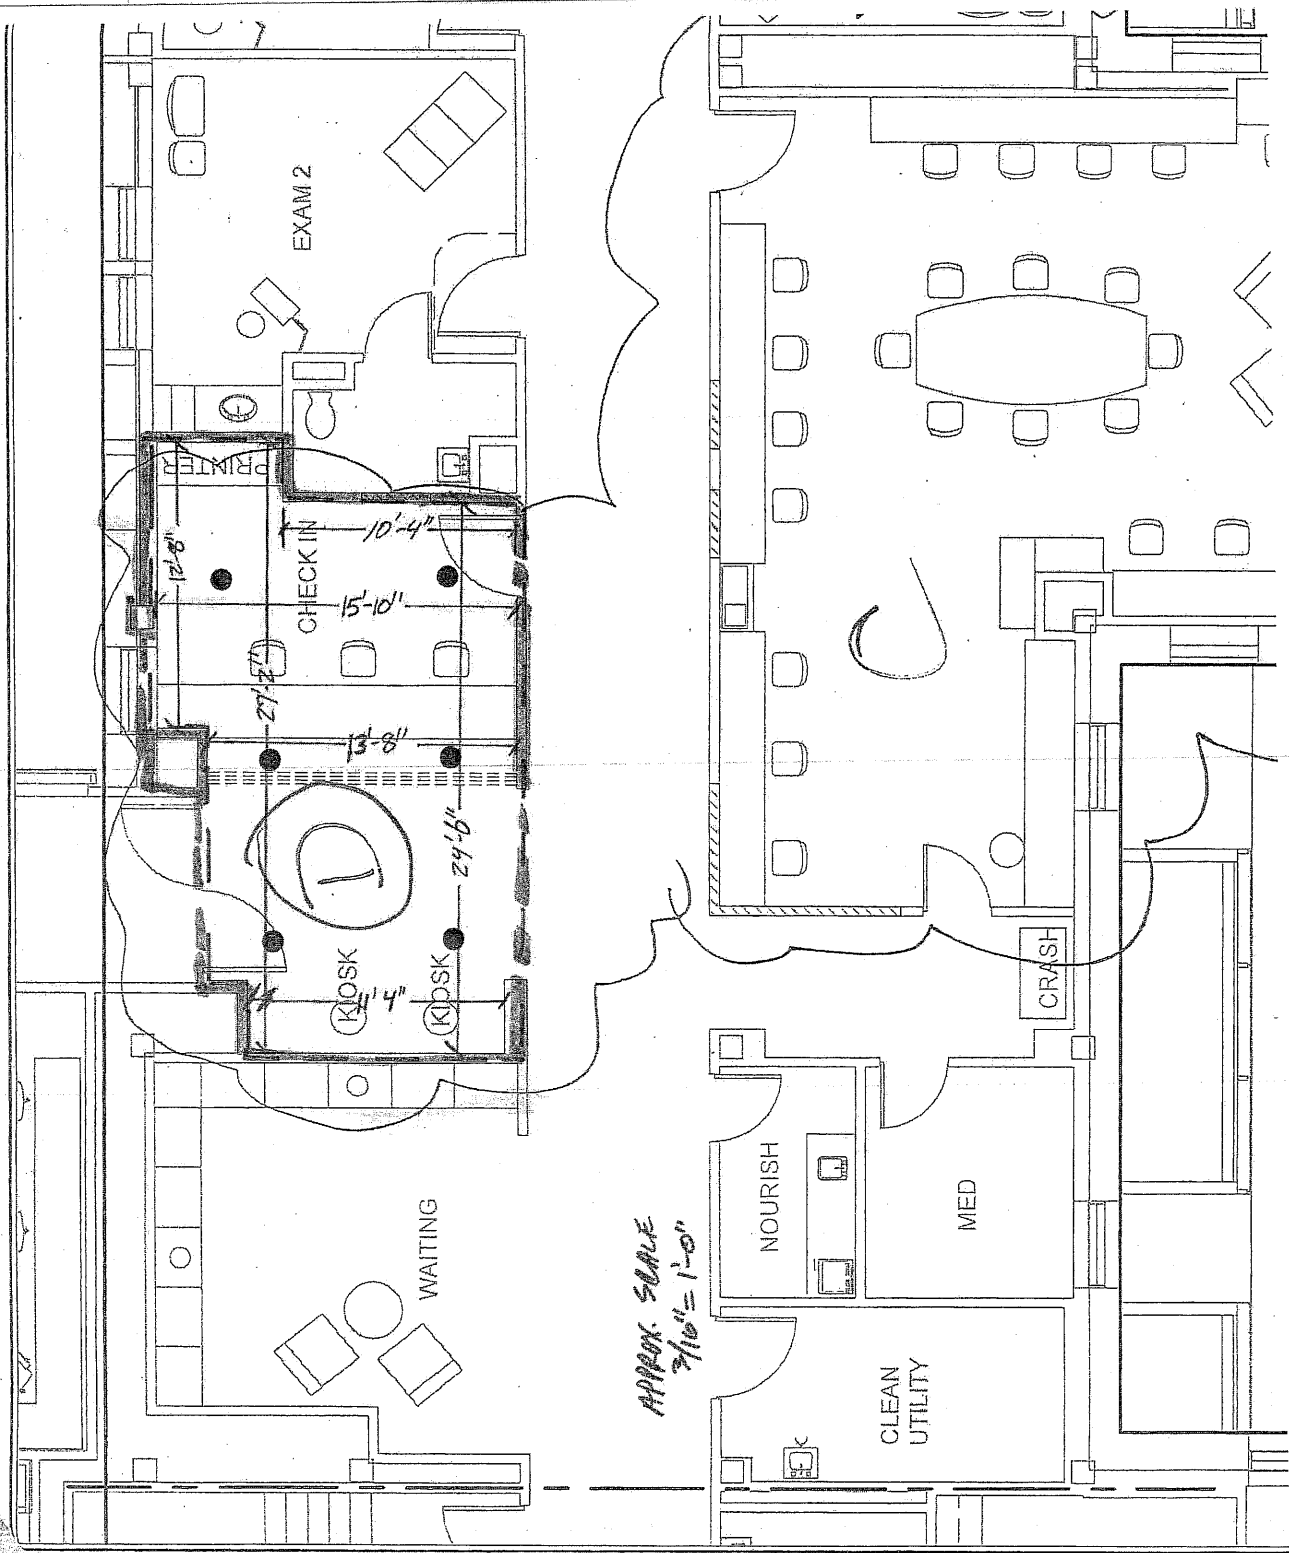 EXAM 2
PRINTER
10'-4"
CHECK IN
12'-8"
15'-10"
27'-2"
13'-8"
24'-6"
D
KIOSK
KIOSK
11' 4"
CRASH
WAITING
NOURISH
MED
APPROX. SCALE
3/16" = 1'-0"
CLEAN
UTILITY